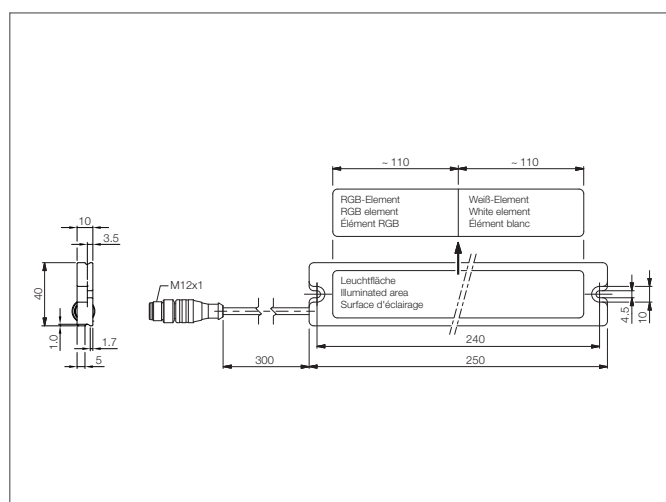 ~ 110
~ 110
RGB-Element
RGB element
Élément RGB
Weiß-Element
White element
Élément blanc
10
3.5
40
M12x1
Leuchtfläche
Illuminated area
Surface d'éclairage
4.5
10
1.0
1.7
5
240
300
250